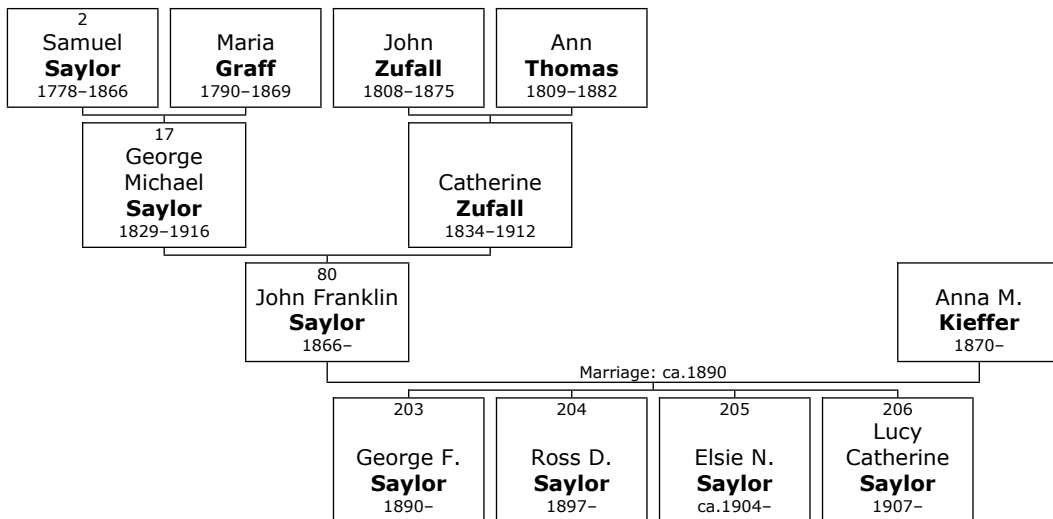 2
Samuel
Saylor
1778–1866
Maria
Graff
1790–1869
John
Zufall
1808–1875
Ann
Thomas
1809–1882
17
George
Michael
Saylor
1829–1916
Catherine
Zufall
1834–1912
80
John Franklin
Saylor
1866–
Anna M.
Kieffer
1870–
Marriage: ca.1890
203
George F.
Saylor
1890–
204
Ross D.
Saylor
1897–
205
Elsie N.
Saylor
ca.1904–
206
Lucy
Catherine
Saylor
1907–